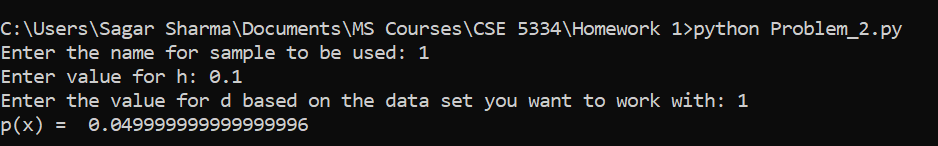 C:\Users\Sagar Sharma\Documents\MS Courses\CSE 5334\Homework 1>python Problem_2.py
Enter the name for sample to be used: 1
Enter value for h: 0.1
Enter the value for d based on the data set you want to work with: 1
p(x) =  0.049999999999999996